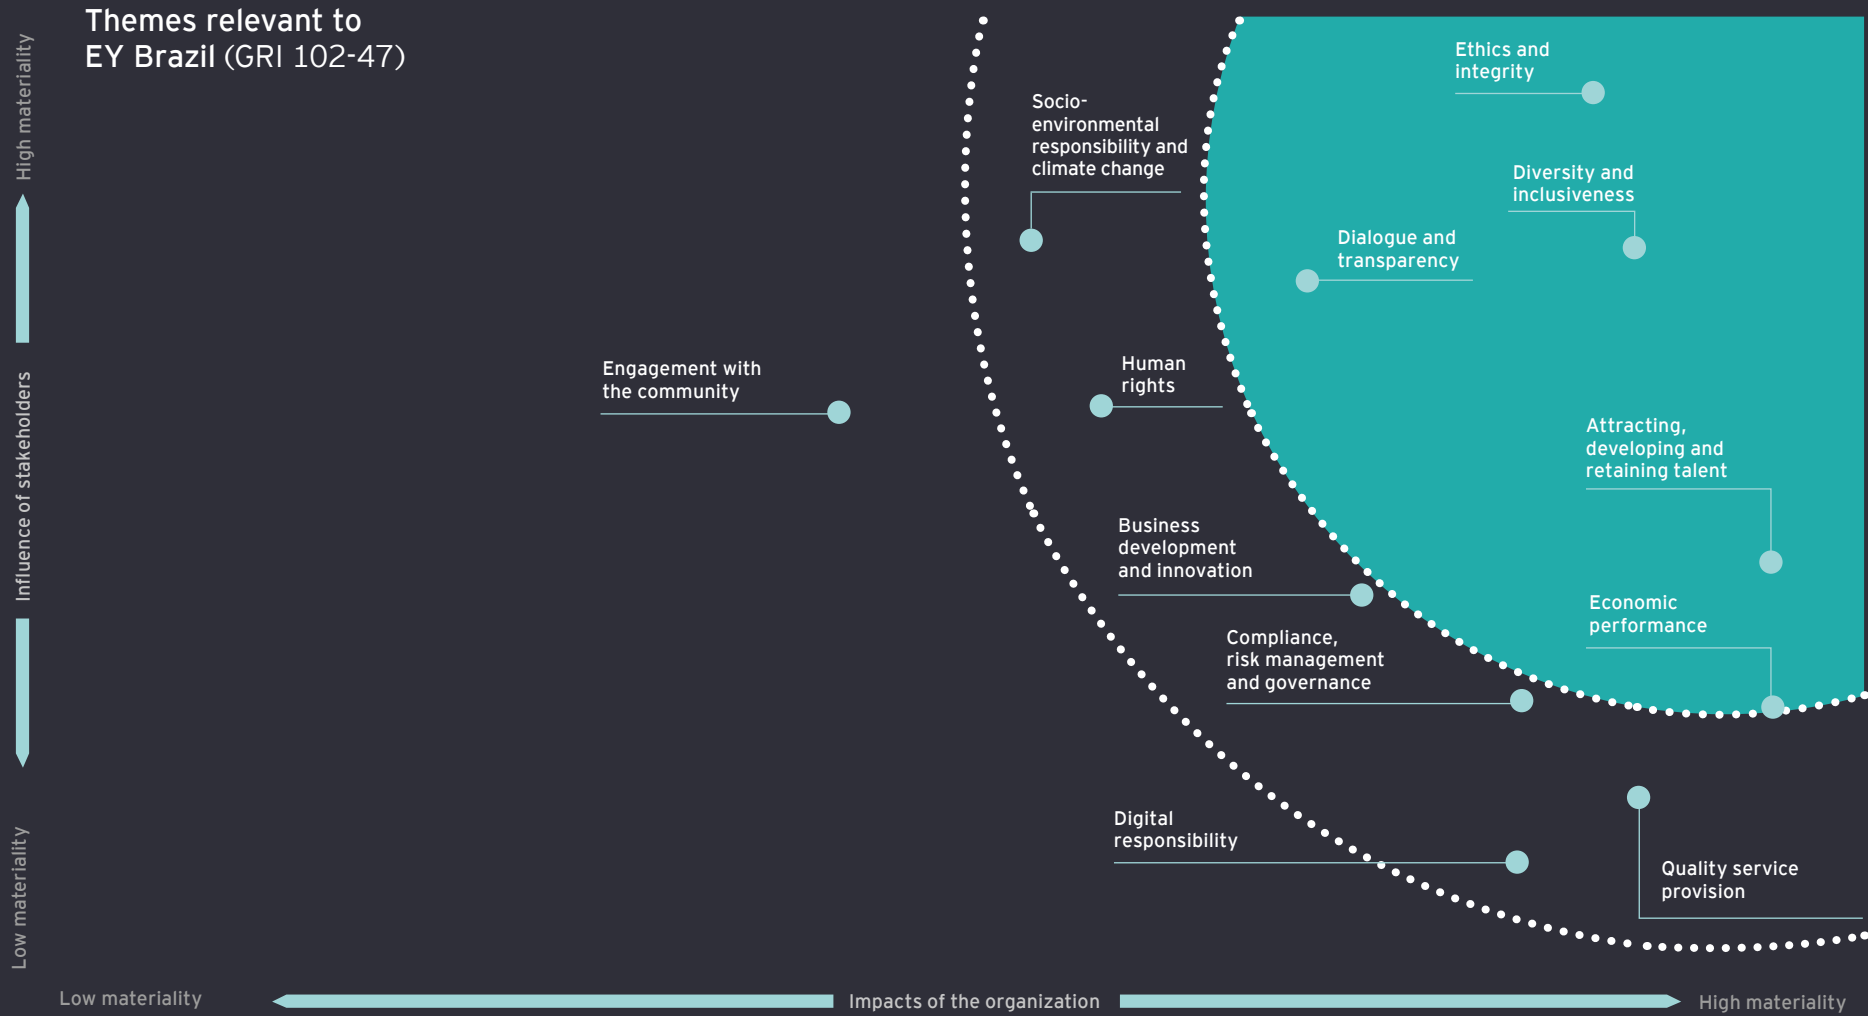 Themes relevant to
EY Brazil (GRI 102-47)
High materiality
Influence of stakeholders
Low materiality
Ethics and
integrity
Socio-
environmental
responsibility and
climate change
Diversity and
inclusiveness
Dialogue and
transparency
Engagement with
the community
Human
rights
Attracting,
developing and
retaining talent
Business
development
and innovation
Economic
performance
Compliance,
risk management
and governance
Digital
responsibility
Quality service
provision
Low materiality
Impacts of the organization
High materiality